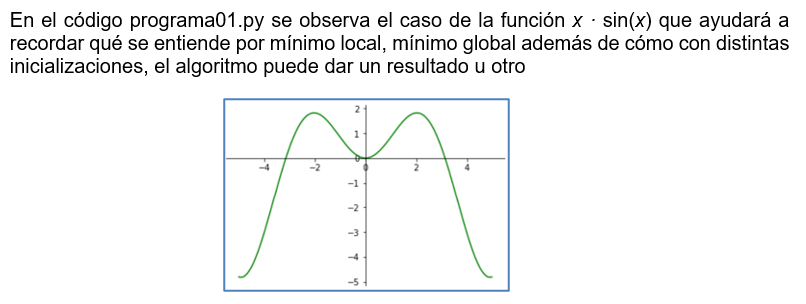 En el código programa01.py se observa el caso de la función x · sin(x) que ayudará a
recordar qué se entiende por mínimo local, mínimo global además de cómo con distintas
inicializaciones, el algoritmo puede dar un resultado u otro
2
1
0
−4 −2 0 2 4
−1
−2
−3
−4
−5